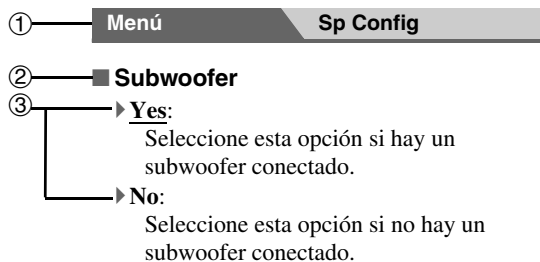 ① Menú Sp Config
② ■ Subwoofer
③ Yes:
Seleccione esta opción si hay un
subwoofer conectado.
No:
Seleccione esta opción si no hay un
subwoofer conectado.